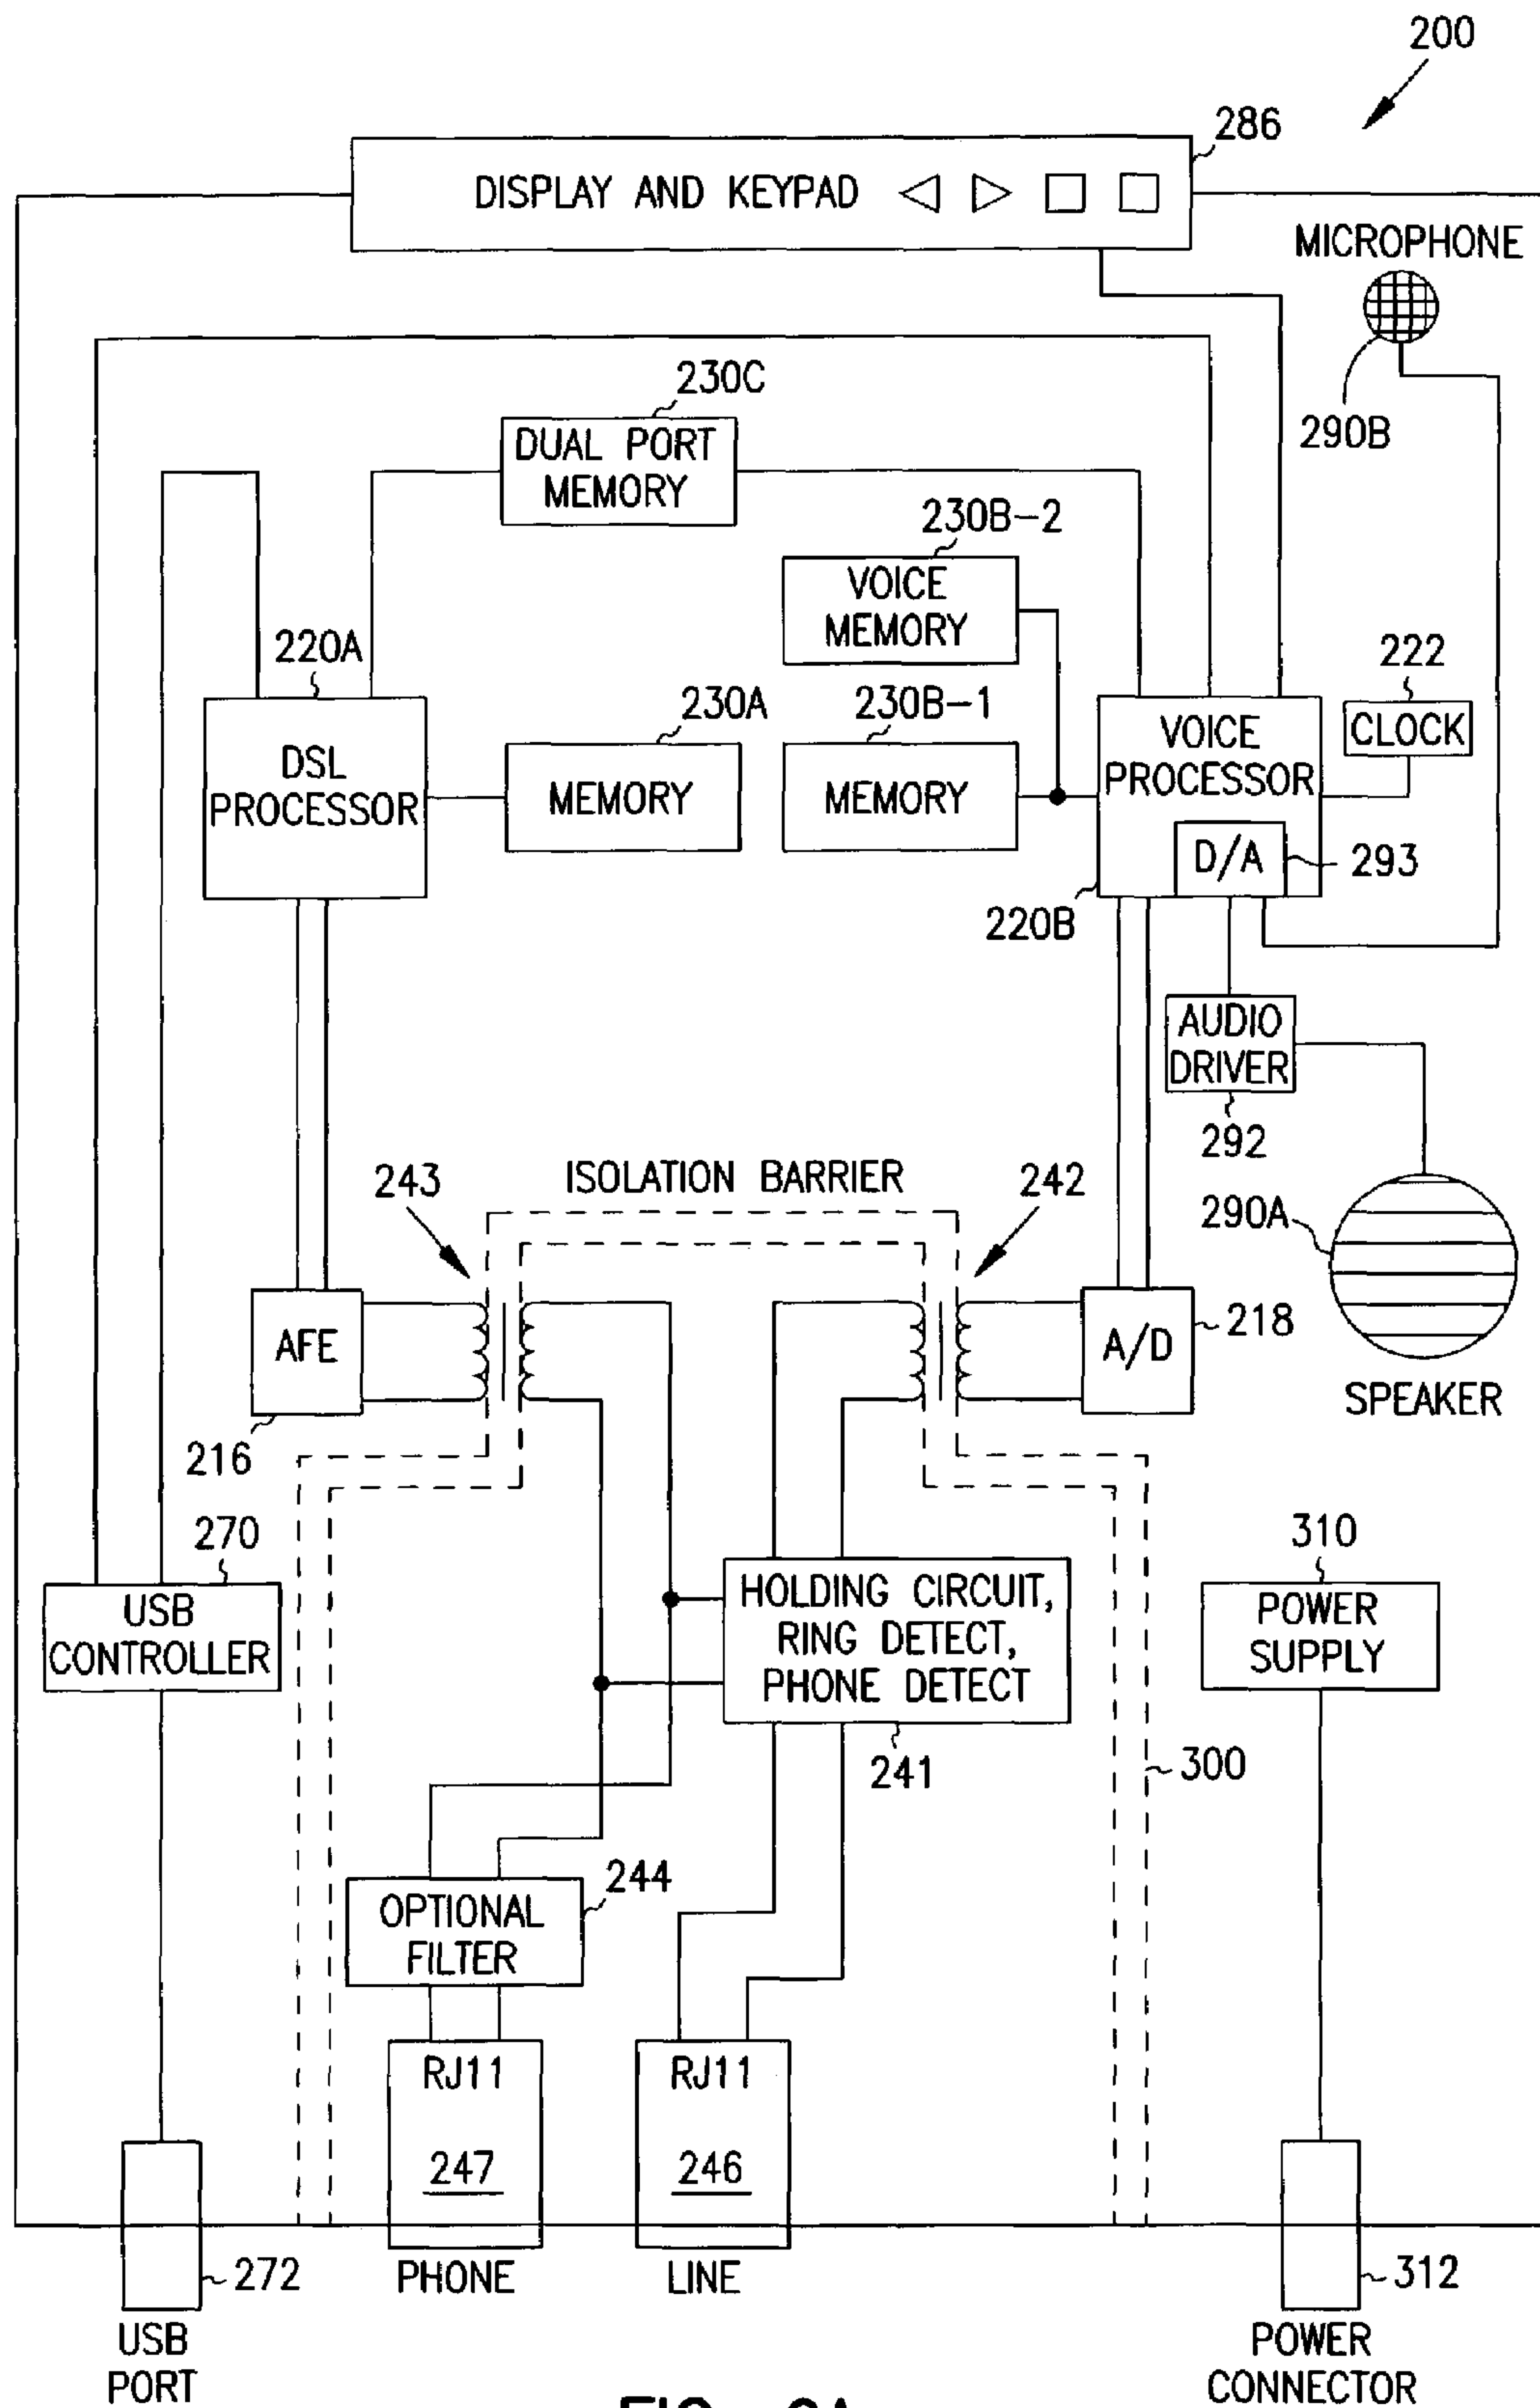 200
286
DISPLAY AND KEYPAD
MICROPHONE
290B
230C
DUAL PORT
MEMORY
230B-2
VOICE
MEMORY
220A
222
CLOCK
230A
230B-1
DSL
PROCESSOR
MEMORY
MEMORY
VOICE
PROCESSOR
D/A
293
220B
AUDIO
DRIVER
292
243
ISOLATION BARRIER
242
290A
AFE
A/D
218
SPEAKER
216
270
USB
CONTROLLER
HOLDING CIRCUIT,
RING DETECT,
PHONE DETECT
310
POWER
SUPPLY
241
300
244
OPTIONAL
FILTER
RJ11
247
RJ11
246
272
PHONE
LINE
312
USB
PORT
POWER
CONNECTOR